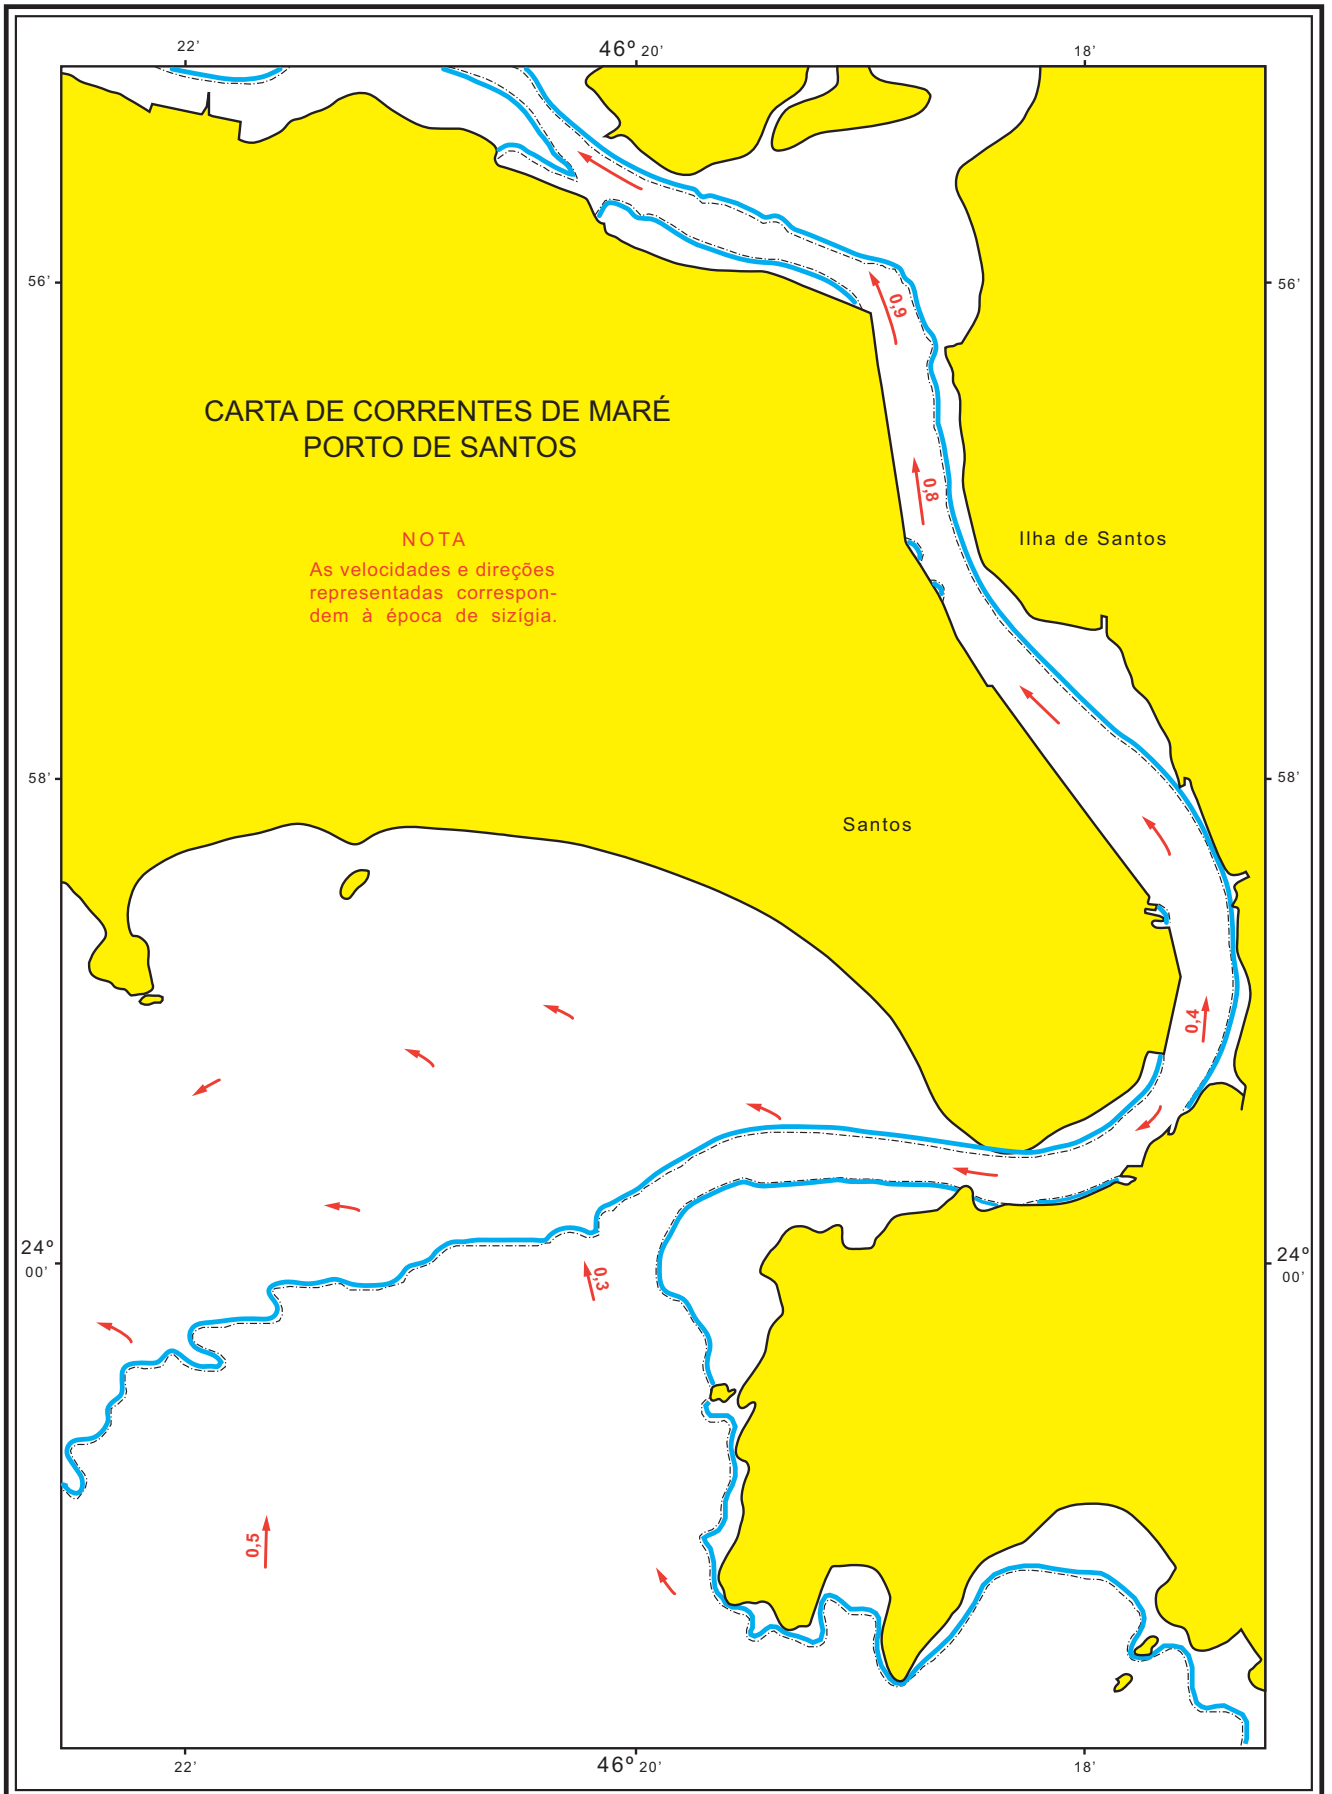 22'
46° 20'
18'
56'
56'
0,9
CARTA DE CORRENTES DE MARÉ
PORTO DE SANTOS
0,8
NOTA
As velocidades e direções
representadas correspon-
dem à época de sizígia.
Ilha de Santos
58'
58'
Santos
0,4
24°
00'
24°
00'
0,3
0,5
22'
46° 20'
18'